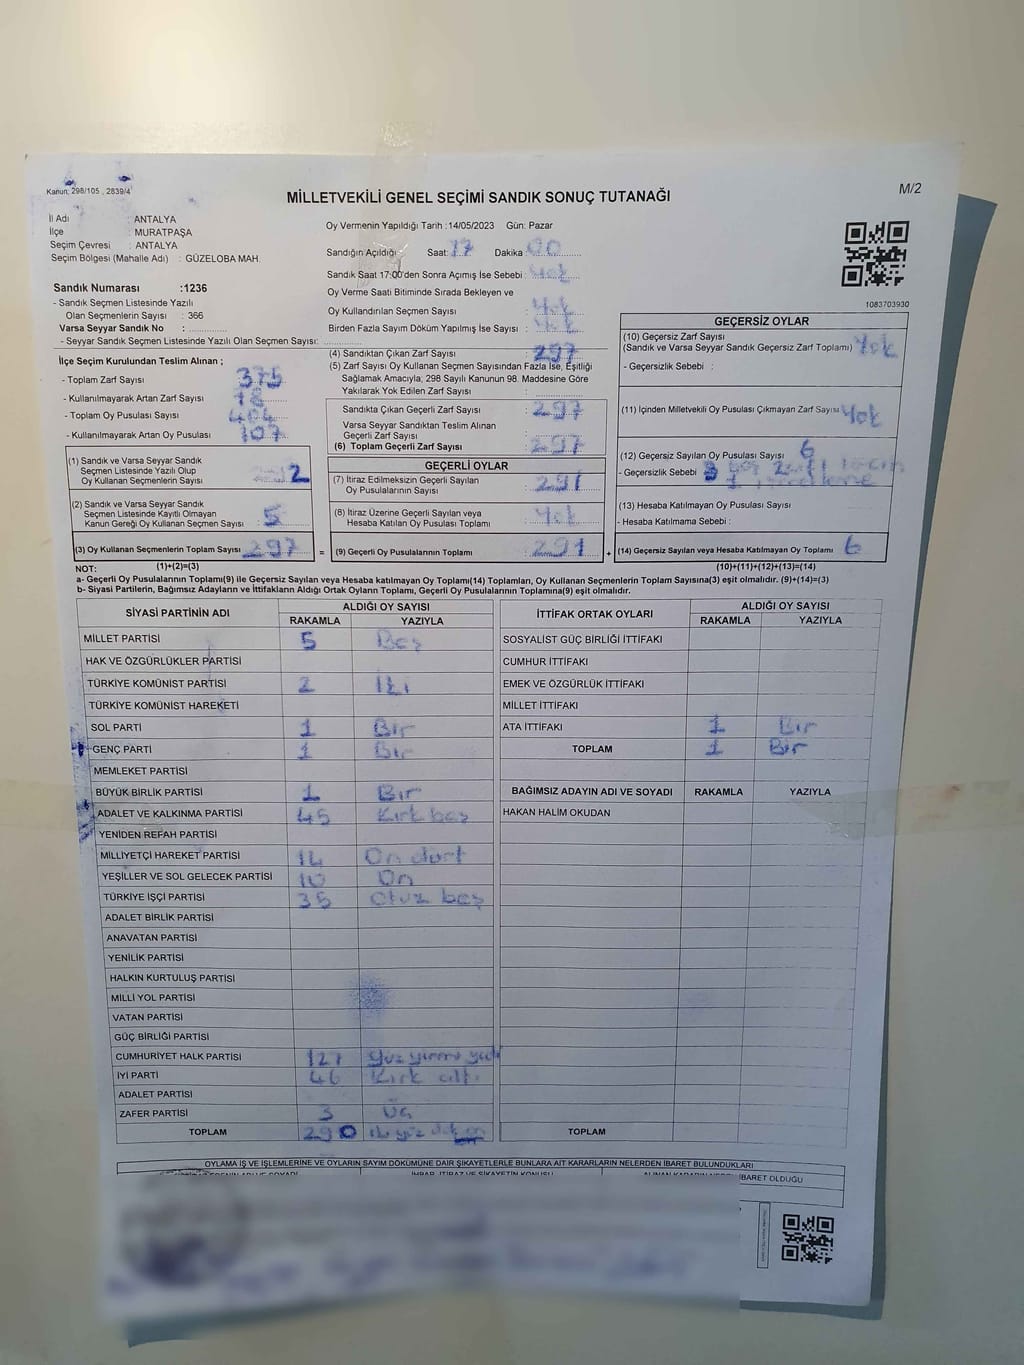 Kanun: 298/105 , 2839/4
M/2
MİLLETVEKİLİ GENEL SEÇİMİ SANDIK SONUÇ TUTANAĞI
İl Adı : ANTALYA
İlçe : MURATPAŞA
Seçim Çevresi : ANTALYA
Seçim Bölgesi (Mahalle Adı) : GÜZELOBA MAH.
Sandık Numarası :1236
- Sandık Seçmen Listesinde Yazılı
Olan Seçmenlerin Sayısı : 366
Varsa Seyyar Sandık No :
- Seyyar Sandık Seçmen Listesinde Yazılı Olan Seçmen Sayısı:
Oy Vermenin Yapıldığı Tarih :14/05/2023 Gün: Pazar
Sandığın Açıldığı Saat: 17 Dakika 00
Sandık Saat 17:00'den Sonra Açımış İse Sebebi : Yok
Oy Verme Saati Bitiminde Sırada Bekleyen ve
Oy Kullandırılan Seçmen Sayısı : Yok
Birden Fazla Sayım Döküm Yapılmış İse Sayısı : Yok
1083703930
İlçe Seçim Kurulundan Teslim Alınan ;
- Toplam Zarf Sayısı 375
- Kullanılmayarak Artan Zarf Sayısı 78
- Toplam Oy Pusulası Sayısı 404
- Kullanılmayarak Artan Oy Pusulası 107
(1) Sandık ve Varsa Seyyar Sandık
Seçmen Listesinde Yazılı Olup
Oy Kullanan Seçmenlerin Sayısı 2
(2) Sandık ve Varsa Seyyar Sandık
Seçmen Listesinde Kayıtlı Olmayan
Kanun Gereği Oy Kullanan Seçmen Sayısı 5
(3) Oy Kullanan Seçmenlerin Toplam Sayısı 297 =
(4) Sandıktan Çıkan Zarf Sayısı : 297
(5) Zarf Sayısı Oy Kullanan Seçmen Sayısından Fazla İse, Eşitliği
Sağlamak Amacıyla, 298 Sayılı Kanunun 98. Maddesine Göre
Yakılarak Yok Edilen Zarf Sayısı :
Sandıkta Çıkan Geçerli Zarf Sayısı : 297
Varsa Seyyar Sandıktan Teslim Alınan
Geçerli Zarf Sayısı :
(6) Toplam Geçerli Zarf Sayısı : 297
GEÇERLİ OYLAR
(7) İtiraz Edilmeksizin Geçerli Sayılan
Oy Pusulalarının Sayısı : 291
(8) İtiraz Üzerine Geçerli Sayılan veya
Hesaba Katılan Oy Pusulası Toplamı : Yok
(9) Geçerli Oy Pusulalarının Toplamı : 291 +
GEÇERSİZ OYLAR
(10) Geçersiz Zarf Sayısı
(Sandık ve Varsa Seyyar Sandık Geçersiz Zarf Toplamı) Yok
- Geçersizlik Sebebi :
(11) İçinden Milletvekili Oy Pusulası Çıkmayan Zarf Sayısı Yok
(12) Geçersiz Sayılan Oy Pusulası Sayısı 6
- Geçersizlik Sebebi
(13) Hesaba Katılmayan Oy Pusulası Sayısı :
- Hesaba Katılmama Sebebi :
(14) Geçersiz Sayılan veya Hesaba Katılmayan Oy Toplamı 6
NOT: (1)+(2)=(3) (10)+(11)+(12)+(13)=(14)
a- Geçerli Oy Pusulalarının Toplamı(9) ile Geçersiz Sayılan veya Hesaba katılmayan Oy Toplamı(14) Toplamları, Oy Kullanan Seçmenlerin Toplam Sayısına(3) eşit olmalıdır. (9)+(14)=(3)
b- Siyasi Partilerin, Bağımsız Adayların ve İttifakların Aldığı Ortak Oyların Toplamı, Geçerli Oy Pusulalarının Toplamına(9) eşit olmalıdır.
SİYASİ PARTİNİN ADI ALDIĞI OY SAYISI
RAKAMLA YAZIYLA
MİLLET PARTİSİ 5 Beş
HAK VE ÖZGÜRLÜKLER PARTİSİ
TÜRKİYE KOMÜNİST PARTİSİ 2 İki
TÜRKİYE KOMÜNİST HAREKETİ
SOL PARTİ 1 Bir
GENÇ PARTİ 1 Bir
MEMLEKET PARTİSİ
BÜYÜK BİRLİK PARTİSİ 1 Bir
ADALET VE KALKINMA PARTİSİ 45 Kırk beş
YENİDEN REFAH PARTİSİ
MİLLİYETÇİ HAREKET PARTİSİ 14 On dört
YEŞİLLER VE SOL GELECEK PARTİSİ 10 On
TÜRKİYE İŞÇİ PARTİSİ 35 Otuz beş
ADALET BİRLİK PARTİSİ
ANAVATAN PARTİSİ
YENİLİK PARTİSİ
HALKIN KURTULUŞ PARTİSİ
MİLLİ YOL PARTİSİ
VATAN PARTİSİ
GÜÇ BİRLİĞİ PARTİSİ
CUMHURİYET HALK PARTİSİ 127 Yüz yirmi yedi
İYİ PARTİ 46 Kırk altı
ADALET PARTİSİ
ZAFER PARTİSİ 3 Üç
TOPLAM 290 iki yüz
İTTİFAK ORTAK OYLARI ALDIĞI OY SAYISI
RAKAMLA YAZIYLA
SOSYALİST GÜÇ BİRLİĞİ İTTİFAKI
CUMHUR İTTİFAKI
EMEK VE ÖZGÜRLÜK İTTİFAKI
MİLLET İTTİFAKI
ATA İTTİFAKI 1 Bir
TOPLAM 1 Bir
BAĞIMSIZ ADAYIN ADI VE SOYADI RAKAMLA YAZIYLA
HAKAN HALİM OKUDAN
TOPLAM
OYLAMA İŞ VE İŞLEMLERİNE VE OYLARIN SAYIM DÖKÜMÜNE DAİR ŞİKAYETLERLE BUNLARA AİT KARARLARIN NELERDEN İBARET BULUNDUKLARI
İBARET OLDUĞU